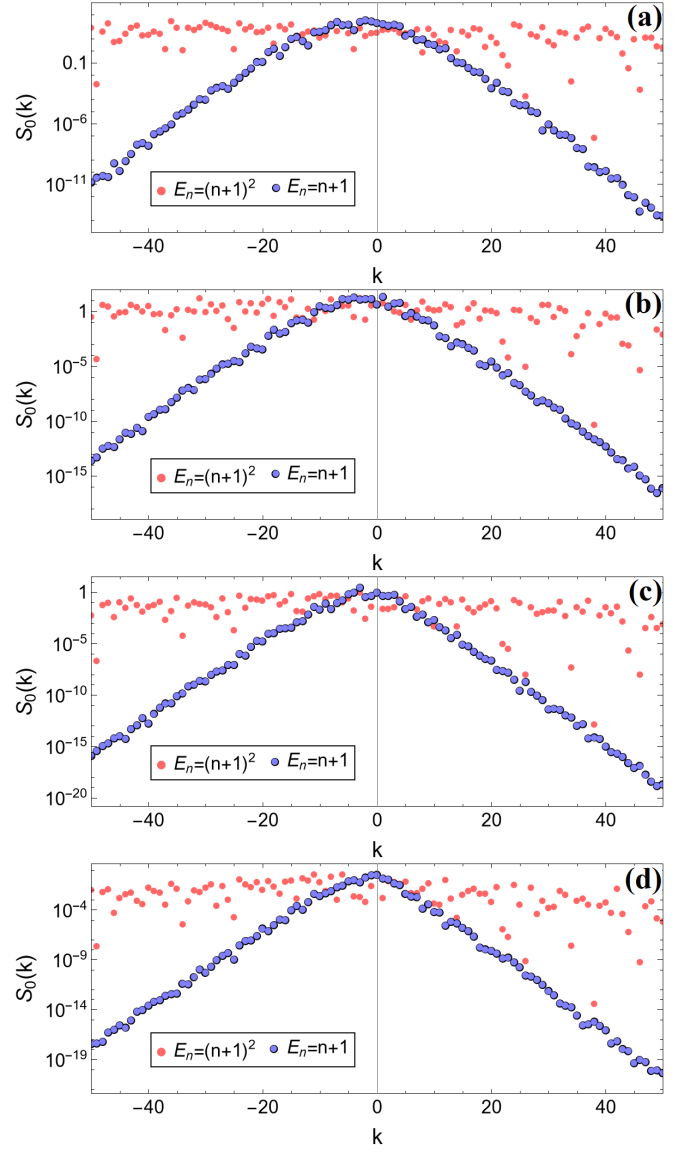 (a)
S₀(k)
0.1
10⁻⁶
10⁻¹¹
Eₙ=(n+1)² Eₙ=n+1
−40 −20 0 20 40
k
(b)
S₀(k)
1
10⁻⁵
10⁻¹⁰
10⁻¹⁵
Eₙ=(n+1)² Eₙ=n+1
−40 −20 0 20 40
k
(c)
S₀(k)
1
10⁻⁵
10⁻¹⁰
10⁻¹⁵
10⁻²⁰
Eₙ=(n+1)² Eₙ=n+1
−40 −20 0 20 40
k
(d)
S₀(k)
10⁻⁴
10⁻⁹
10⁻¹⁴
10⁻¹⁹
Eₙ=(n+1)² Eₙ=n+1
−40 −20 0 20 40
k